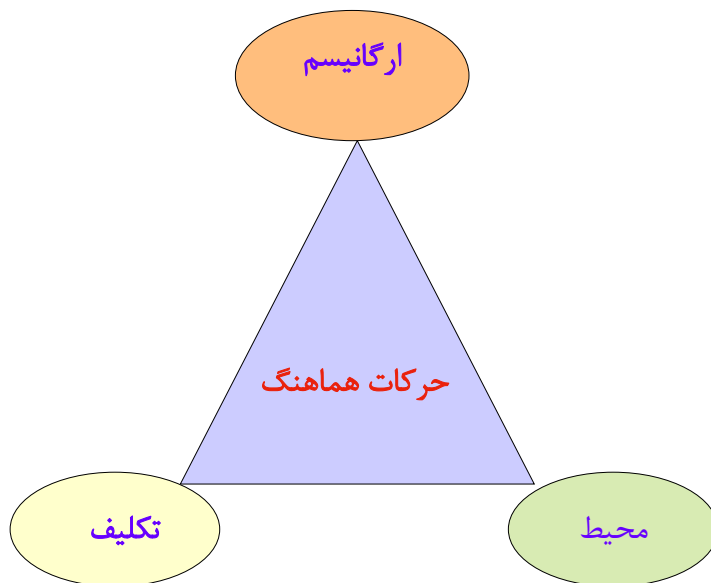 ارگانیسم
حرکات هماهنگ
محیط
تکلیف